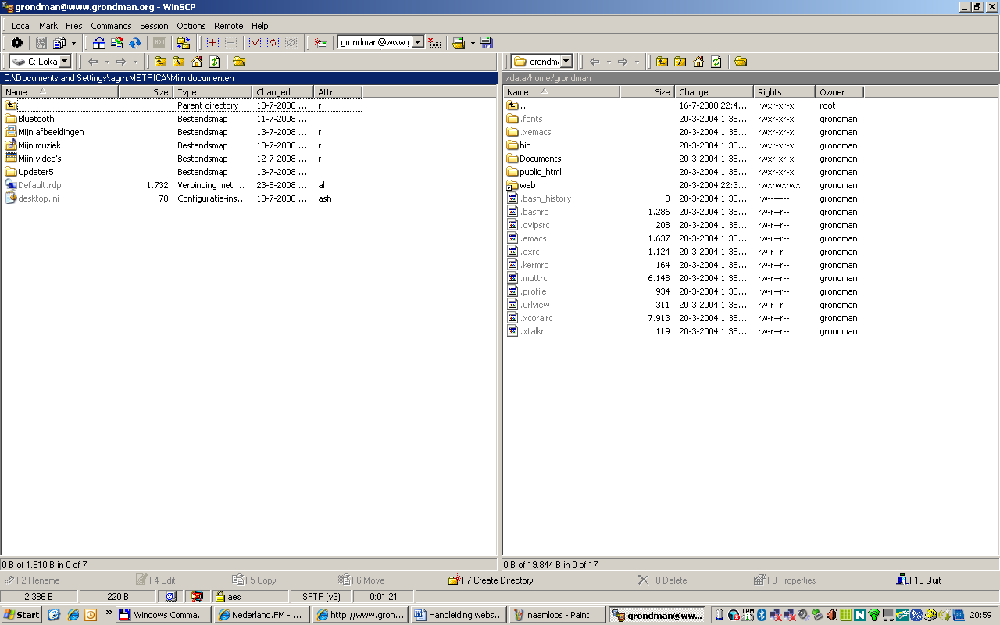 grondman@www.grondman.org - WinSCP
Local Mark Files Commands Session Options Remote Help
grondman@www.g
C: Loka grondma
C:\Documents and Settings\agrn.METRICA\Mijn documenten /data/home/grondman
Name Size Type Changed Attr Name Size Changed Rights Owner
.. Parent directory 13-7-2008 ... r .. 16-7-2008 22:4... rwxr-xr-x root
Bluetooth Bestandsmap 11-7-2008 ... .fonts 20-3-2004 1:38... rwxr-xr-x grondman
Mijn afbeeldingen Bestandsmap 13-7-2008 ... r .xemacs 20-3-2004 1:38... rwxr-xr-x grondman
Mijn muziek Bestandsmap 13-7-2008 ... r bin 20-3-2004 1:38... rwxr-xr-x grondman
Mijn video's Bestandsmap 12-7-2008 ... r Documents 20-3-2004 1:38... rwxr-xr-x grondman
Updater5 Bestandsmap 13-7-2008 ... public_html 20-3-2004 1:38... rwxr-xr-x grondman
Default.rdp 1.732 Verbinding met ... 23-8-2008 ... ah web 20-3-2004 22:3... rwxrwxrwx grondman
desktop.ini 78 Configuratie-ins... 13-7-2008 ... ash .bash_history 0 20-3-2004 1:38... rw------- grondman
.bashrc 1.286 20-3-2004 1:38... rw-r--r-- grondman
.dvipsrc 208 20-3-2004 1:38... rw-r--r-- grondman
.emacs 1.637 20-3-2004 1:38... rw-r--r-- grondman
.exrc 1.124 20-3-2004 1:38... rw-r--r-- grondman
.kermrc 164 20-3-2004 1:38... rw-r--r-- grondman
.muttrc 6.148 20-3-2004 1:38... rw-r--r-- grondman
.profile 934 20-3-2004 1:38... rw-r--r-- grondman
.urlview 311 20-3-2004 1:38... rw-r--r-- grondman
.xcoralrc 7.913 20-3-2004 1:38... rw-r--r-- grondman
.xtalkrc 119 20-3-2004 1:38... rw-r--r-- grondman
0 B of 1.810 B in 0 of 7 0 B of 19.844 B in 0 of 17
F2 Rename F4 Edit F5 Copy F6 Move F7 Create Directory F8 Delete F9 Properties F10 Quit
2.386 B 220 B aes SFTP (v3) 0:01:21
Start Windows Comma... Nederland.FM - ... http://www.gron... Handleiding webs... naamloos - Paint grondman@ww... TPM 20:59